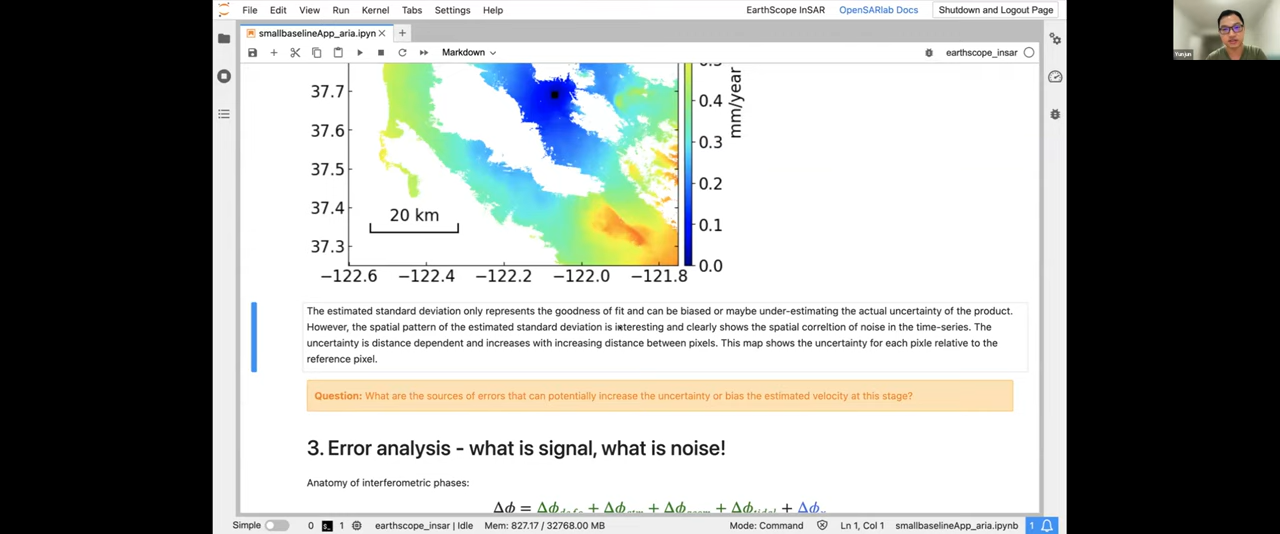 File Edit View Run Kernel Tabs Settings Help EarthScope InSAR OpenSARlab Docs Shutdown and Logout Page
smallbaselineApp_aria.ipyn
Markdown earthscope_insar
Yunjun
37.7
37.6
37.5
37.4
37.3
20 km
−122.6 −122.4 −122.2 −122.0 −121.8
0.4
0.3
0.2
0.1
0.0
mm/year
The estimated standard deviation only represents the goodness of fit and can be biased or maybe under-estimating the actual uncertainty of the product.
However, the spatial pattern of the estimated standard deviation is interesting and clearly shows the spatial correltion of noise in the time-series. The
uncertainty is distance dependent and increases with increasing distance between pixels. This map shows the uncertainty for each pixle relative to the
reference pixel.
Question: What are the sources of errors that can potentially increase the uncertainty or bias the estimated velocity at this stage?
3. Error analysis - what is signal, what is noise!
Anatomy of interferometric phases:
Simple 0 1 earthscope_insar | Idle Mem: 827.17 / 32768.00 MB Mode: Command Ln 1, Col 1 smallbaselineApp_aria.ipynb 1